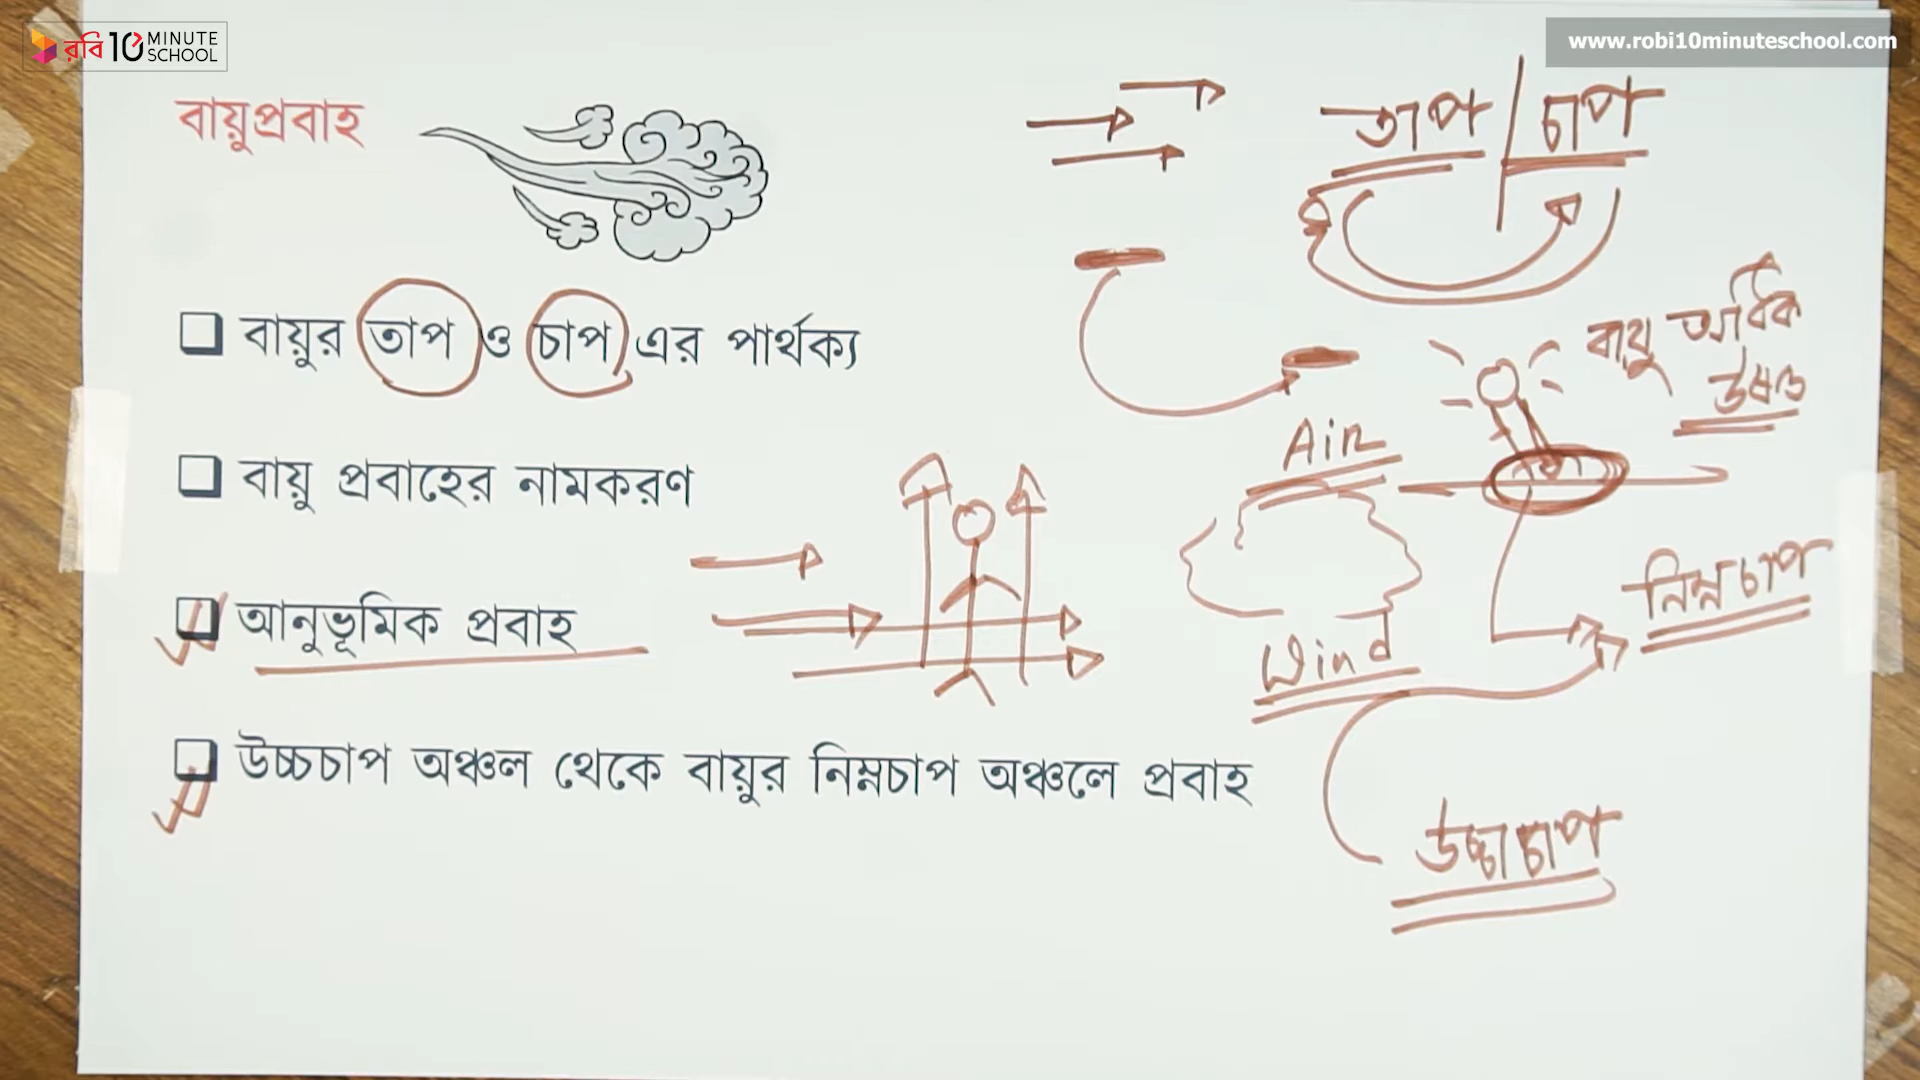 রবি 10 MINUTE SCHOOL
www.robi10minuteschool.com
বায়ুপ্রবাহ
তাপ | চাপ
বায়ুর তাপ ও চাপ এর পার্থক্য
বায়ু অধিক
উষ্ণ
Air
বায়ু প্রবাহের নামকরণ
নিম্নচাপ
আনুভূমিক প্রবাহ
Wind
উচ্চচাপ অঞ্চল থেকে বায়ুর নিম্নচাপ অঞ্চলে প্রবাহ
উচ্চচাপ